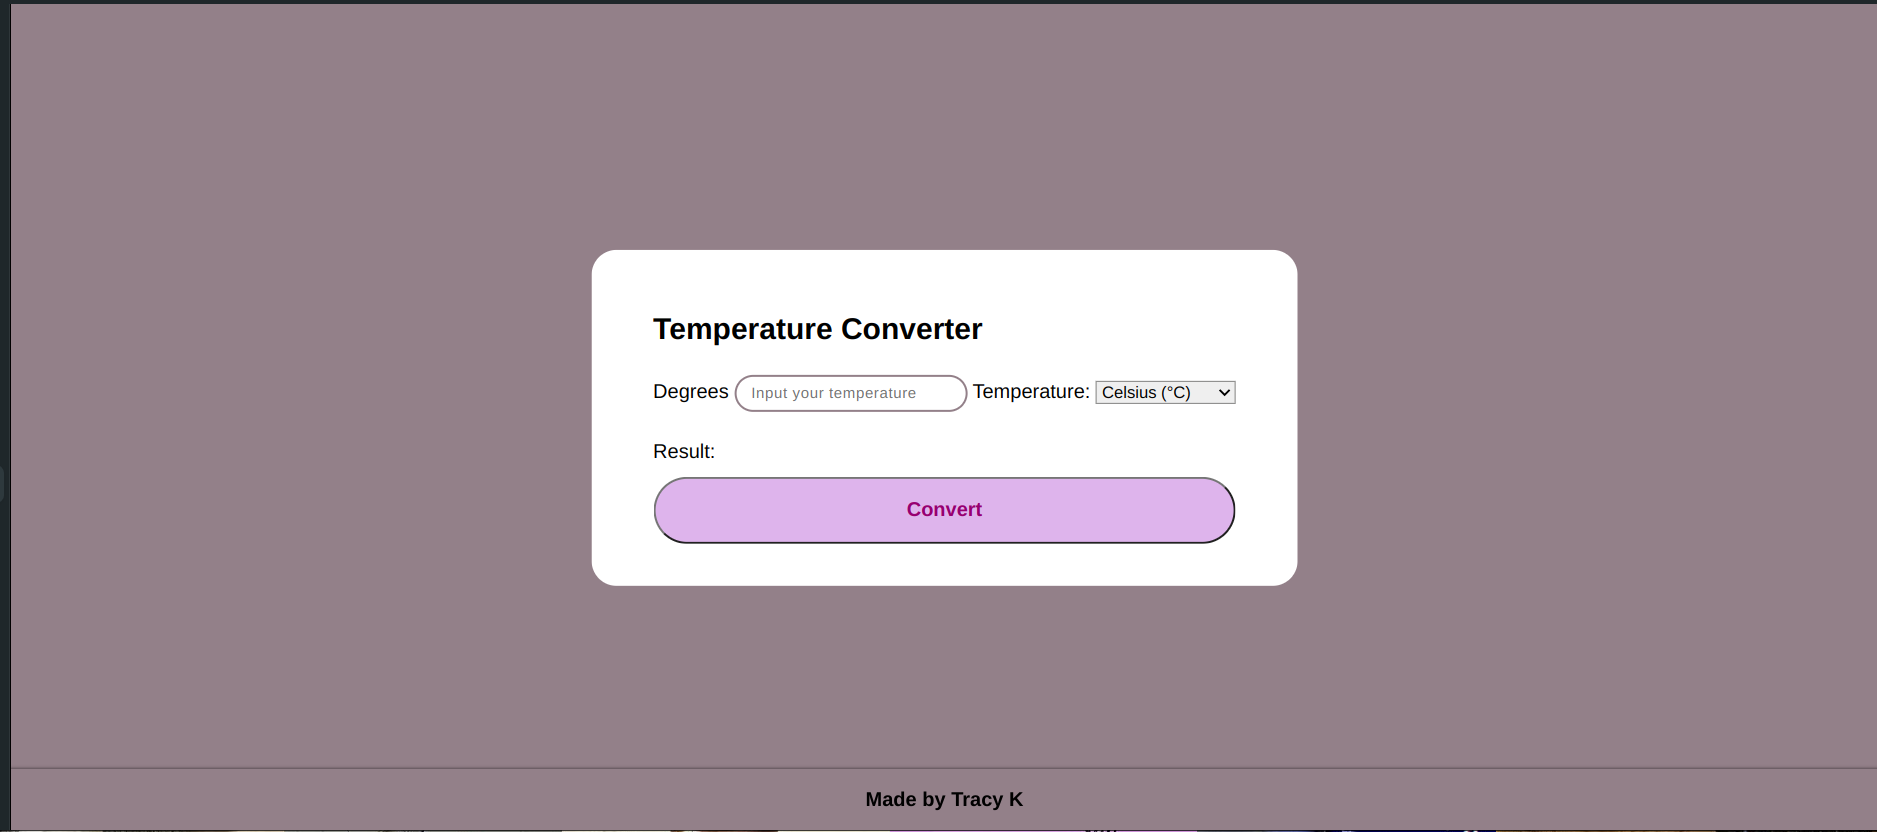 Temperature Converter
Degrees Input your temperature Temperature: Celsius (°C)
Result:
Convert
Made by Tracy K